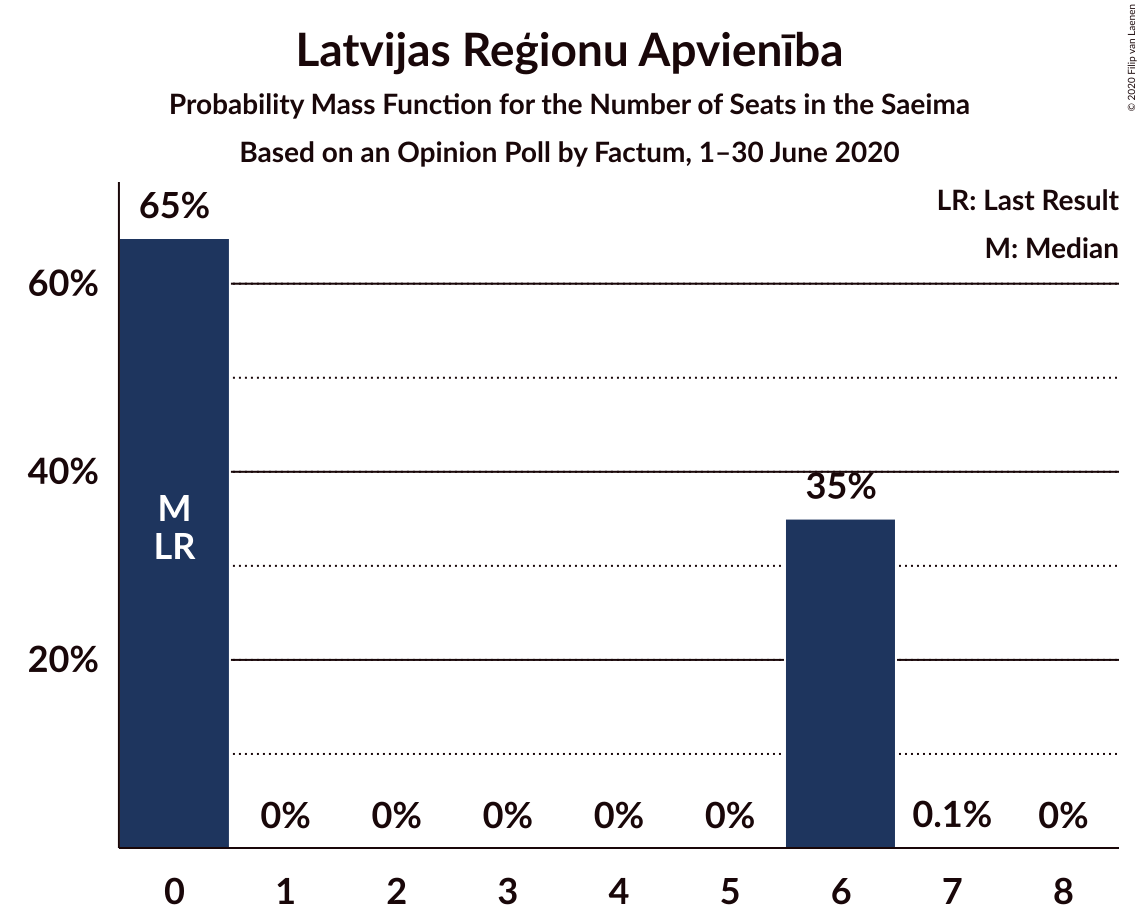 Latvijas Reģionu Apvienība
Probability Mass Function for the Number of Seats in the Saeima
Based on an Opinion Poll by Factum, 1–30 June 2020
© 2020 Filip van Laenen
LR: Last Result
M: Median
65%
60%
40%
35%
M
LR
20%
0% 0% 0% 0% 0% 0.1% 0%
0 1 2 3 4 5 6 7 8